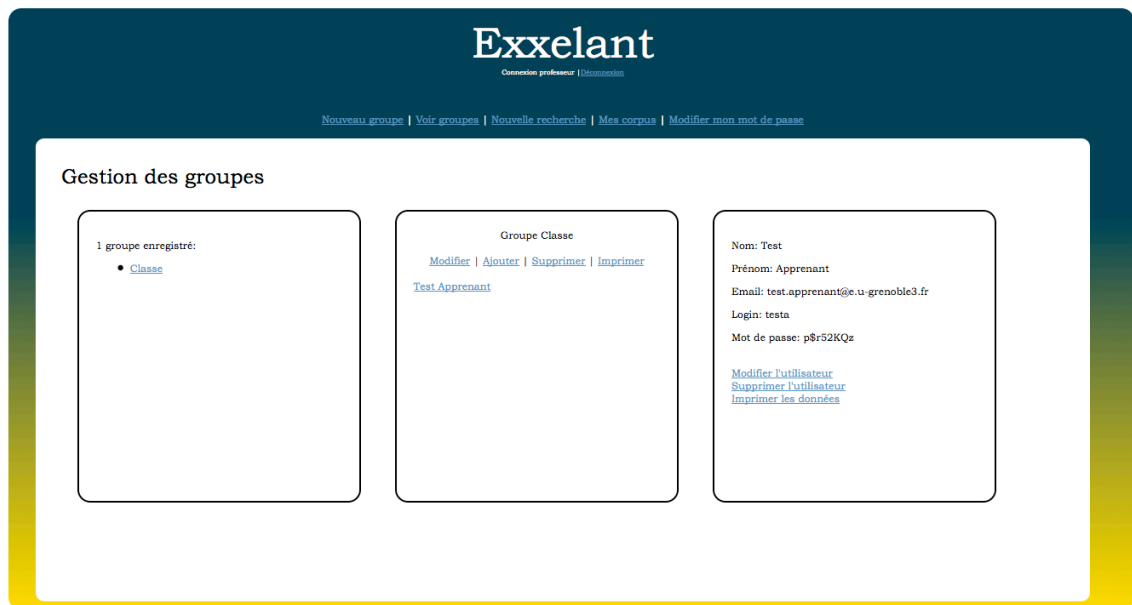 Exxelant
Connexion professeur | Déconnexion
Nouveau groupe | Voir groupes | Nouvelle recherche | Mes corpus | Modifier mon mot de passe
Gestion des groupes
1 groupe enregistré:
Classe
Groupe Classe
Modifier | Ajouter | Supprimer | Imprimer
Test Apprenant
Nom: Test
Prénom: Apprenant
Email: test.apprenant@e.u-grenoble3.fr
Login: testa
Mot de passe: p$r52KQz
Modifier l'utilisateur
Supprimer l'utilisateur
Imprimer les données